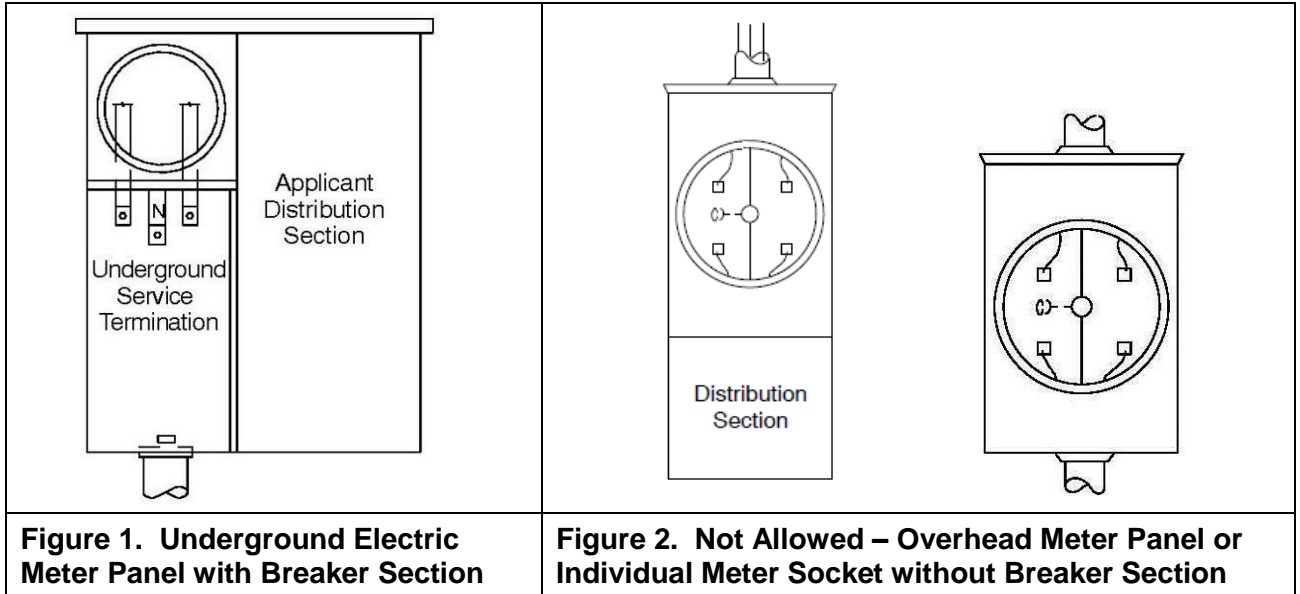 N
Applicant
Distribution
Section
Underground
Service
Termination
Distribution
Section
Figure 1. Underground Electric
Meter Panel with Breaker Section
Figure 2. Not Allowed – Overhead Meter Panel or
Individual Meter Socket without Breaker Section